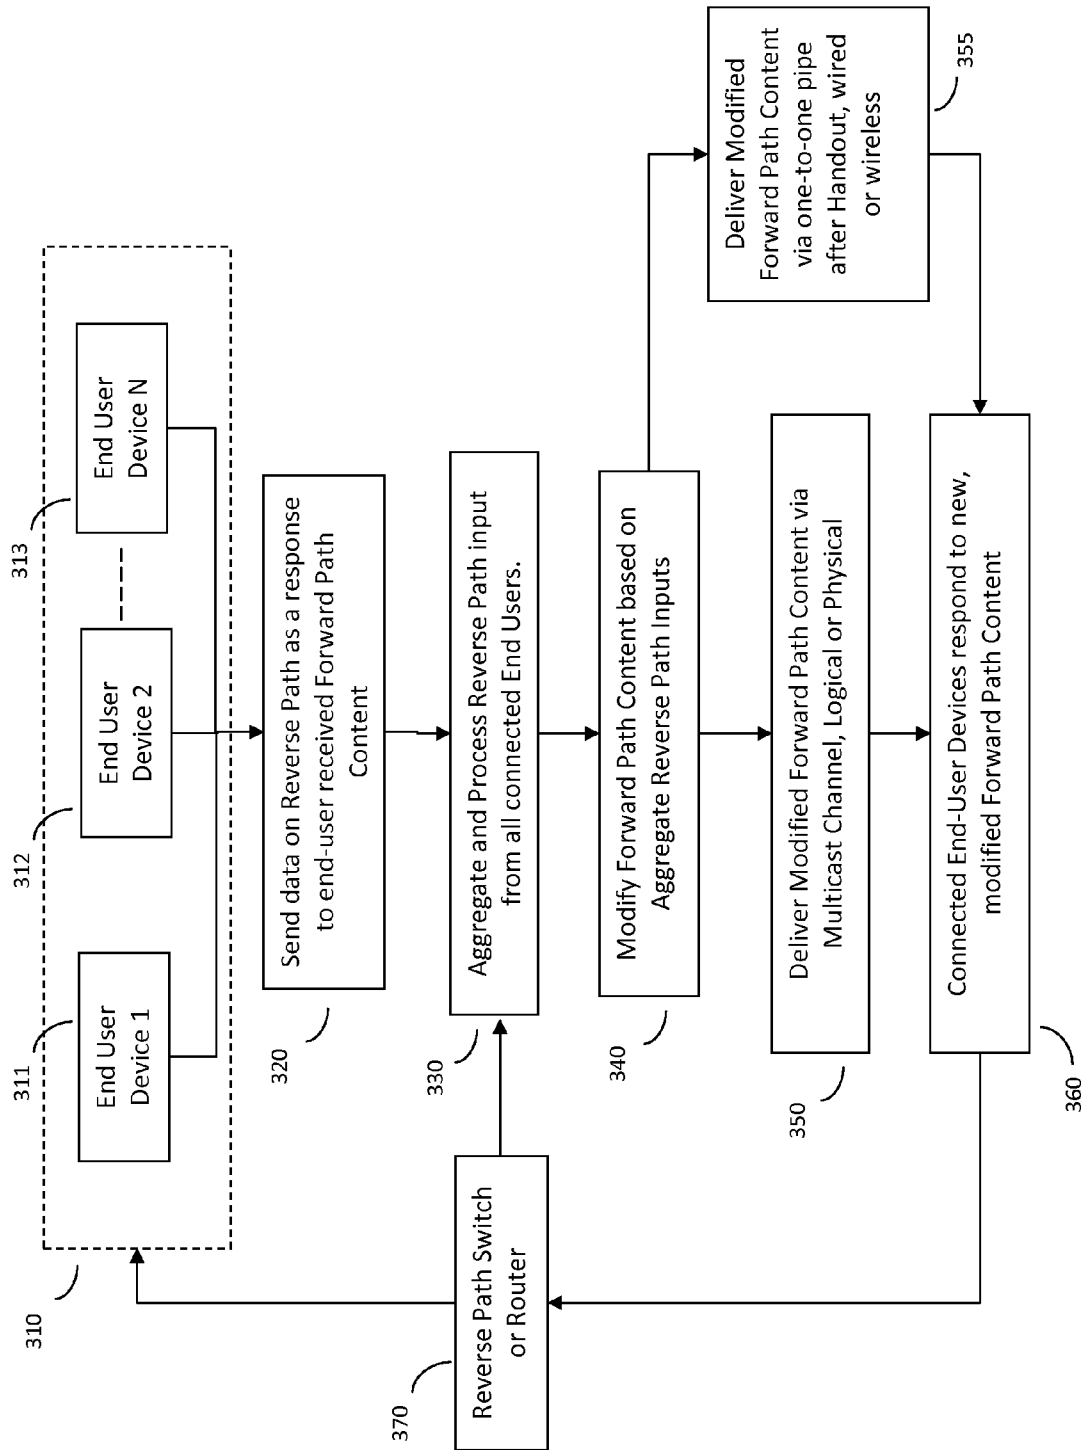 310
311
End User
Device 1
312
End User
Device 2
313
End User
Device N
320
Send data on Reverse Path as a response
to end-user received Forward Path
Content
330
Aggregate and Process Reverse Path input
from all connected End Users.
340
Modify Forward Path Content based on
Aggregate Reverse Path Inputs
350
Deliver Modified Forward Path Content via
Multicast Channel, Logical or Physical
355
Deliver Modified
Forward Path Content
via one-to-one pipe
after Handout, wired
or wireless
360
Connected End-User Devices respond to new,
modified Forward Path Content
370
Reverse Path Switch
or Router